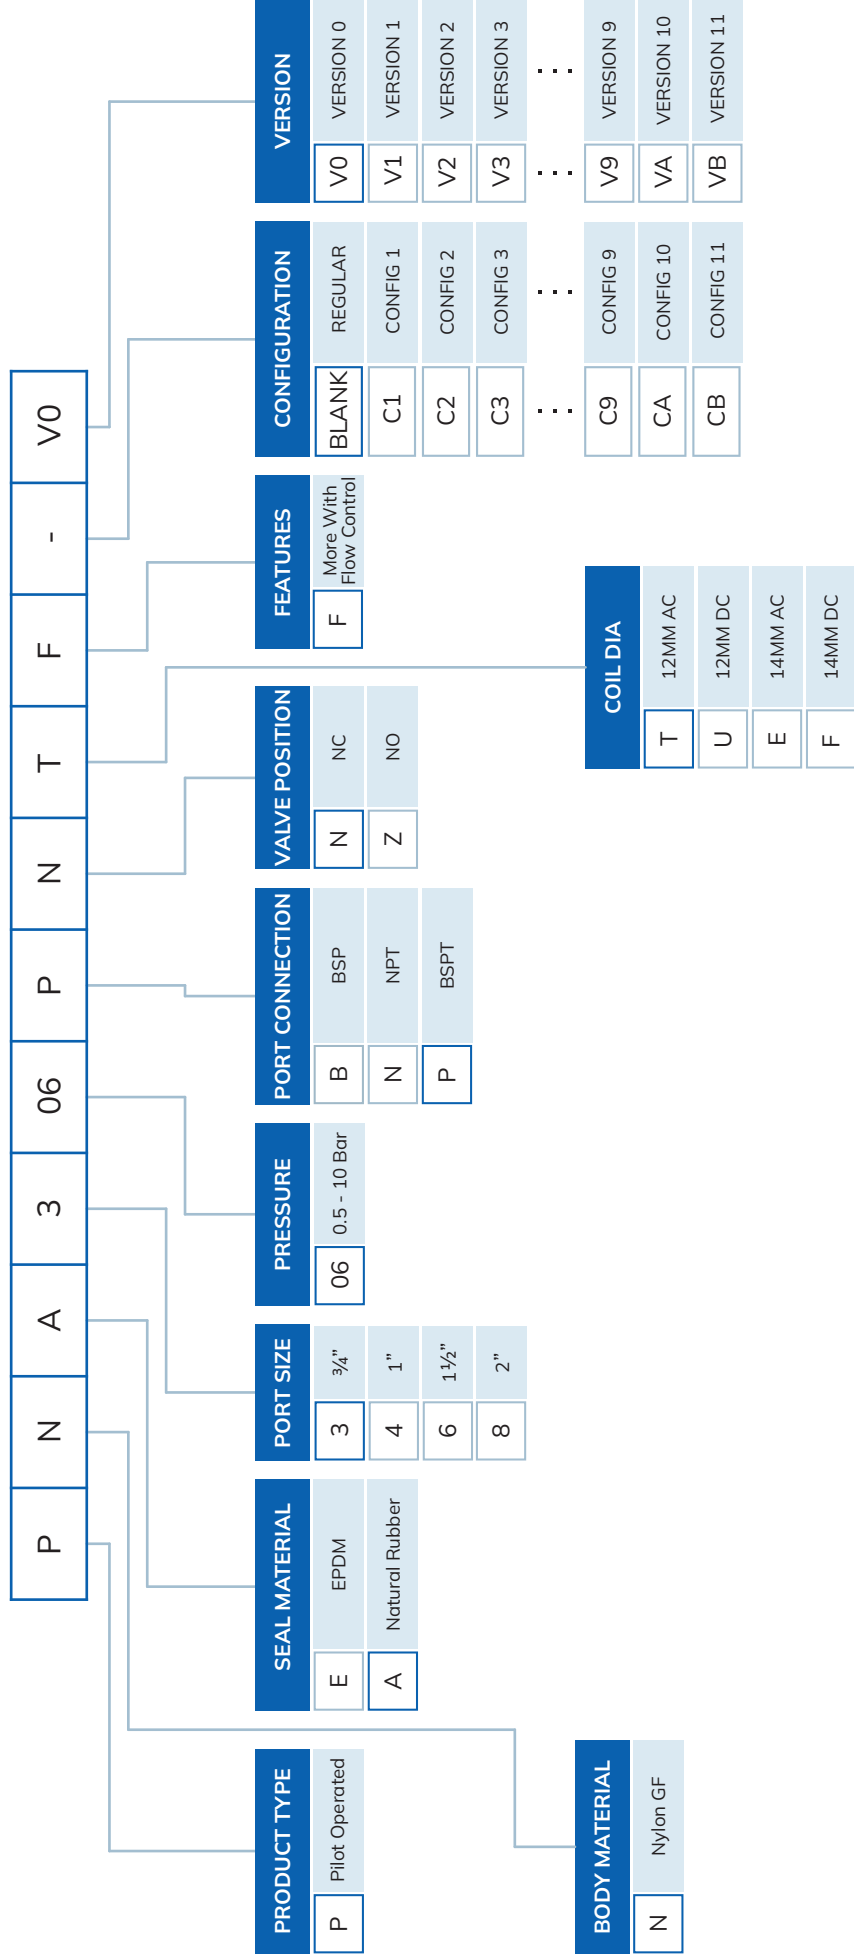 P N A 3 06 P N T F - V0
PRODUCT TYPE
P Pilot Operated
BODY MATERIAL
N Nylon GF
SEAL MATERIAL
E EPDM
A Natural Rubber
PORT SIZE
3 ¾”
4 1”
6 1½”
8 2”
PRESSURE
06 0.5 - 10 Bar
PORT CONNECTION
B BSP
N NPT
P BSPT
VALVE POSITION
N NC
Z NO
COIL DIA
T 12MM AC
U 12MM DC
E 14MM AC
F 14MM DC
FEATURES
F More With
Flow Control
CONFIGURATION
BLANK REGULAR
C1 CONFIG 1
C2 CONFIG 2
C3 CONFIG 3
... ...
C9 CONFIG 9
CA CONFIG 10
CB CONFIG 11
VERSION
V0 VERSION 0
V1 VERSION 1
V2 VERSION 2
V3 VERSION 3
... ...
V9 VERSION 9
VA VERSION 10
VB VERSION 11